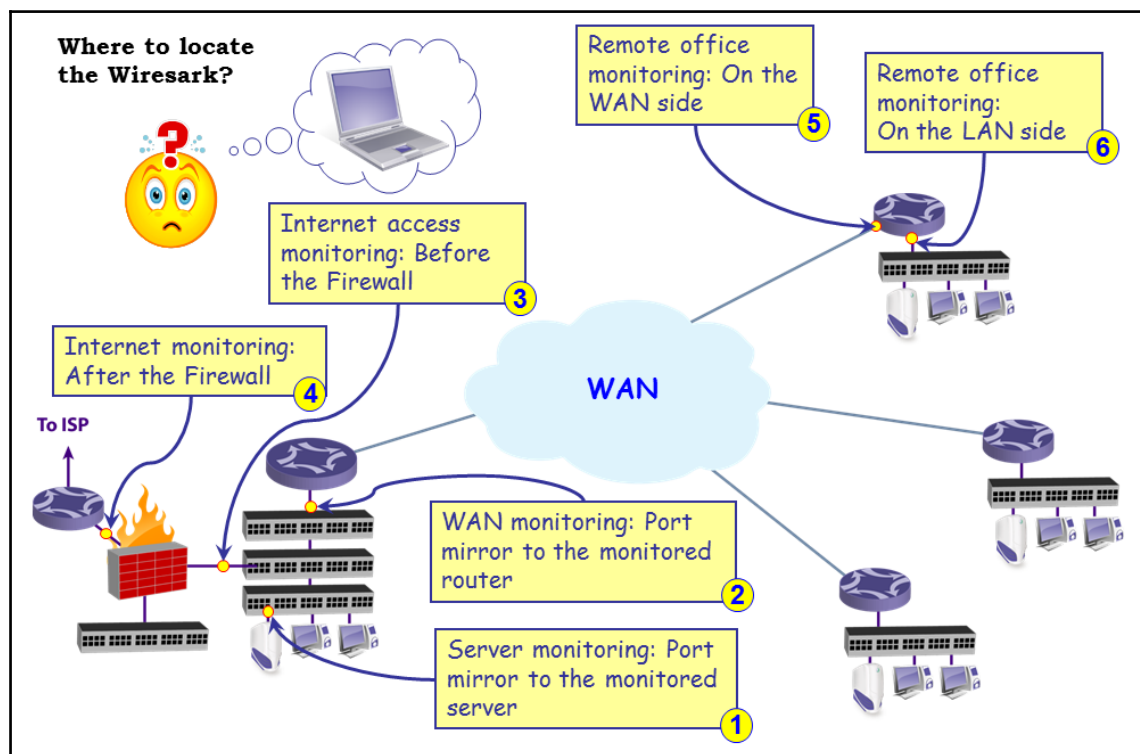 Where to locate
the Wiresark?
Remote office
monitoring: On the
WAN side
5
Remote office
monitoring:
On the LAN side
6
Internet access
monitoring: Before
the Firewall
3
Internet monitoring:
After the Firewall
4
To ISP
WAN
WAN monitoring: Port
mirror to the monitored
router
2
Server monitoring: Port
mirror to the monitored
server
1